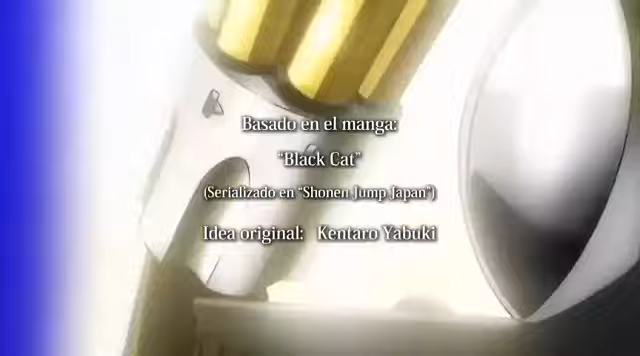 Basado en el manga:
"Black Cat"
(Serializado en "Shonen Jump Japan")
Idea original: Kentaro Yabuki